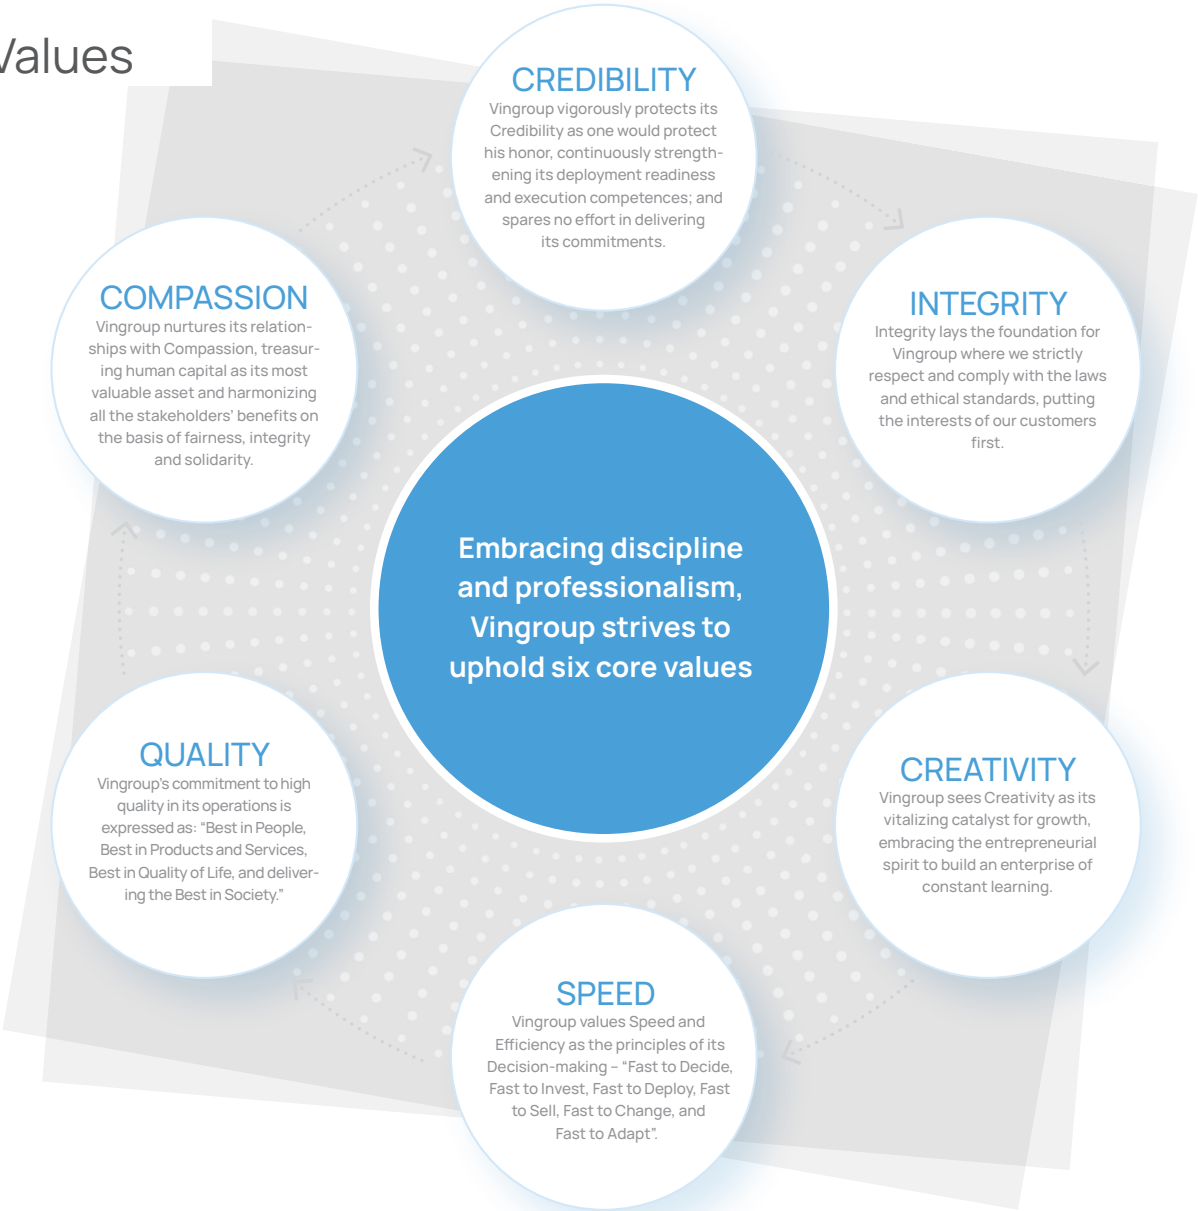 Values
CREDIBILITY
Vingroup vigorously protects its
Credibility as one would protect
his honor, continuously strength-
ening its deployment readiness
and execution competences; and
spares no effort in delivering
its commitments.
INTEGRITY
Integrity lays the foundation for
Vingroup where we strictly
respect and comply with the laws
and ethical standards, putting
the interests of our customers
first.
CREATIVITY
Vingroup sees Creativity as its
vitalizing catalyst for growth,
embracing the entrepreneurial
spirit to build an enterprise of
constant learning.
SPEED
Vingroup values Speed and
Efficiency as the principles of its
Decision-making – “Fast to Decide,
Fast to Invest, Fast to Deploy, Fast
to Sell, Fast to Change, and
Fast to Adapt”.
QUALITY
Vingroup’s commitment to high
quality in its operations is
expressed as: “Best in People,
Best in Products and Services,
Best in Quality of Life, and deliver-
ing the Best in Society.”
COMPASSION
Vingroup nurtures its relation-
ships with Compassion, treasur-
ing human capital as its most
valuable asset and harmonizing
all the stakeholders’ benefits on
the basis of fairness, integrity
and solidarity.
Embracing discipline
and professionalism,
Vingroup strives to
uphold six core values